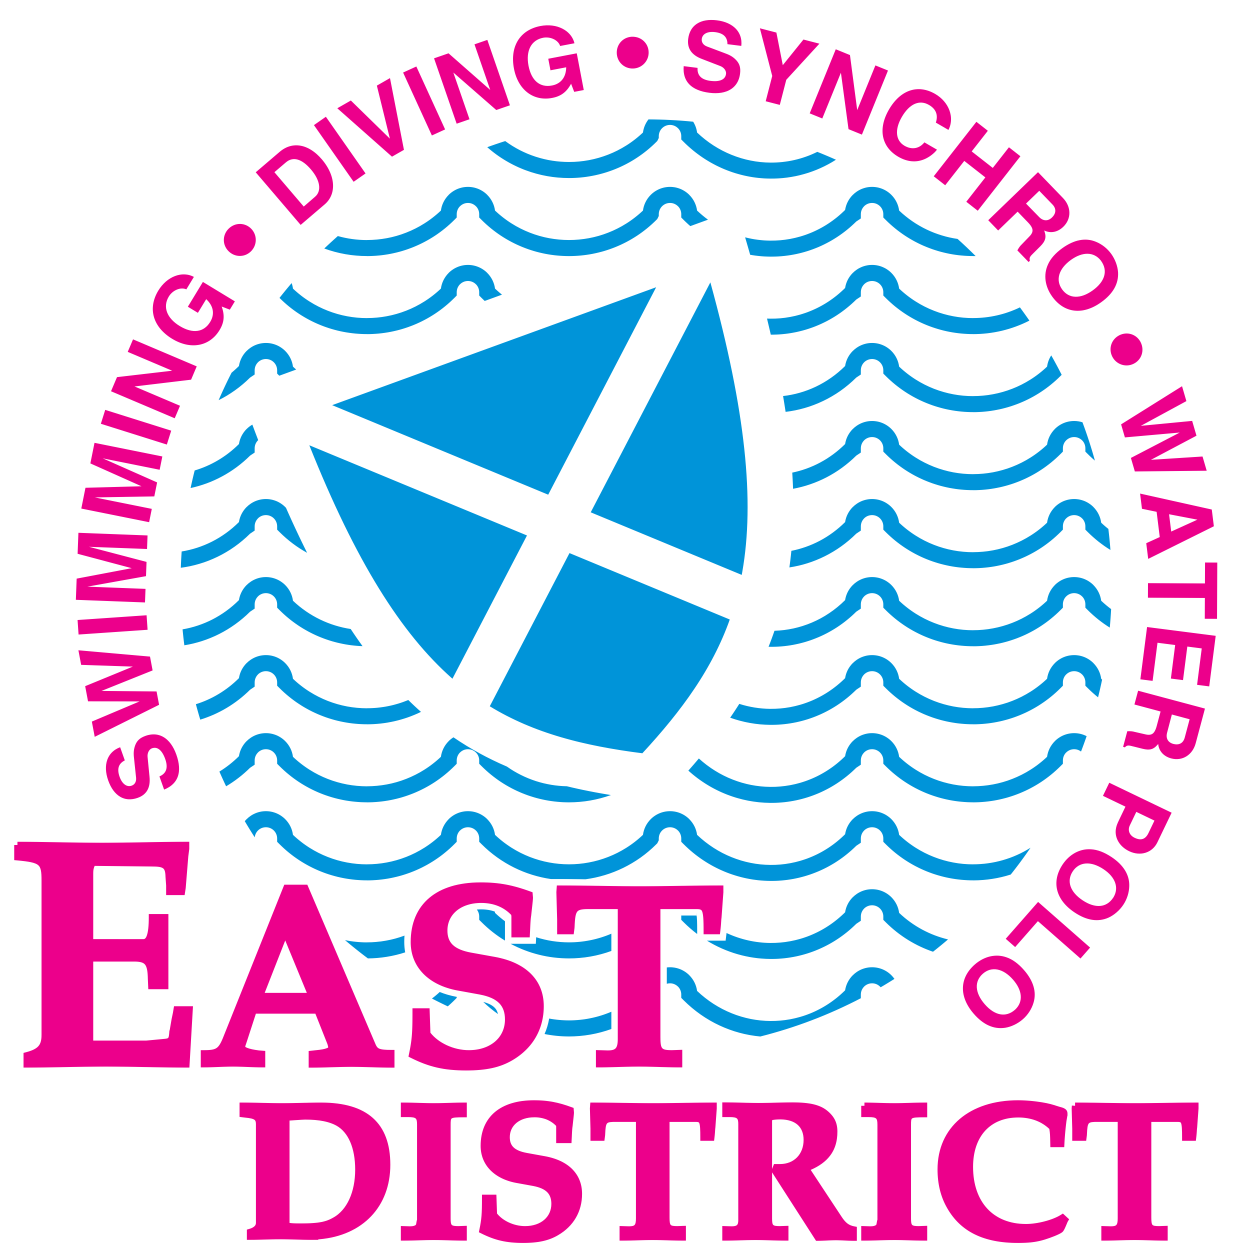 SWIMMING • DIVING • SYNCHRO • WATER POLO
EAST
DISTRICT